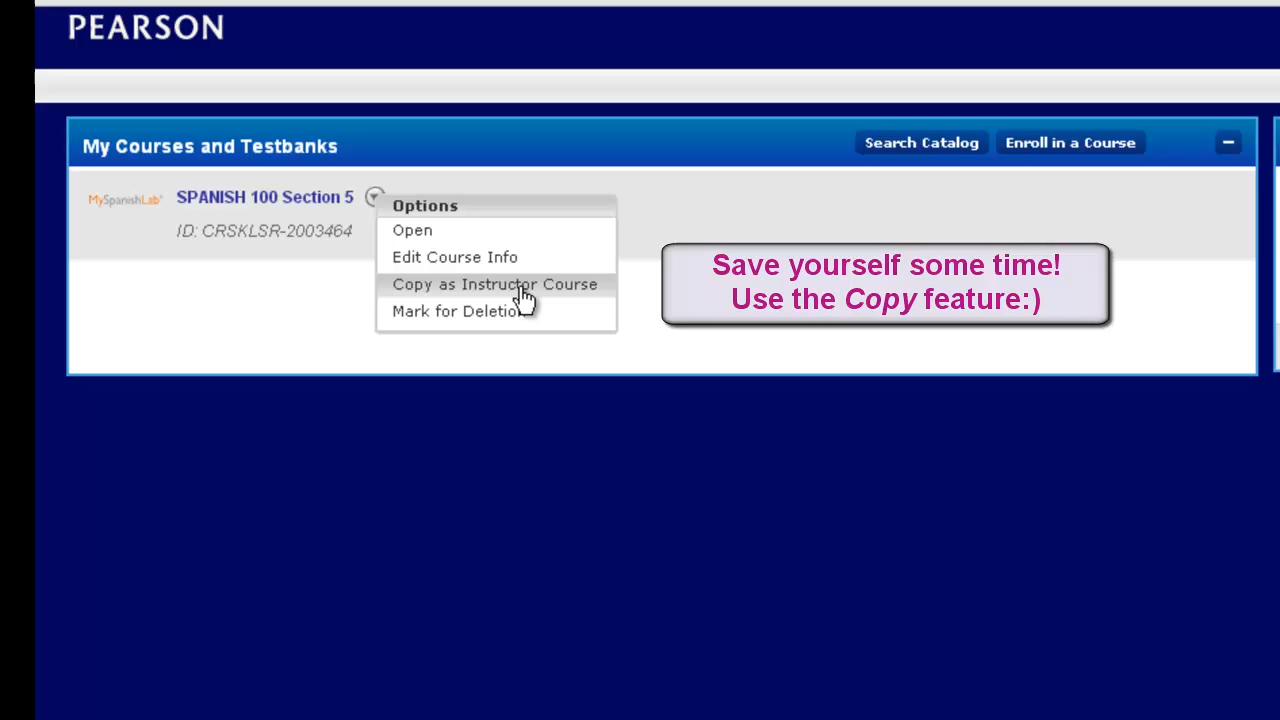 PEARSON
My Courses and Testbanks
Search Catalog
Enroll in a Course
MySpanishLab
SPANISH 100 Section 5
ID: CRSKLSR-2003464
Options
Open
Edit Course Info
Copy as Instructor Course
Mark for Deletion
Save yourself some time!
Use the Copy feature:)